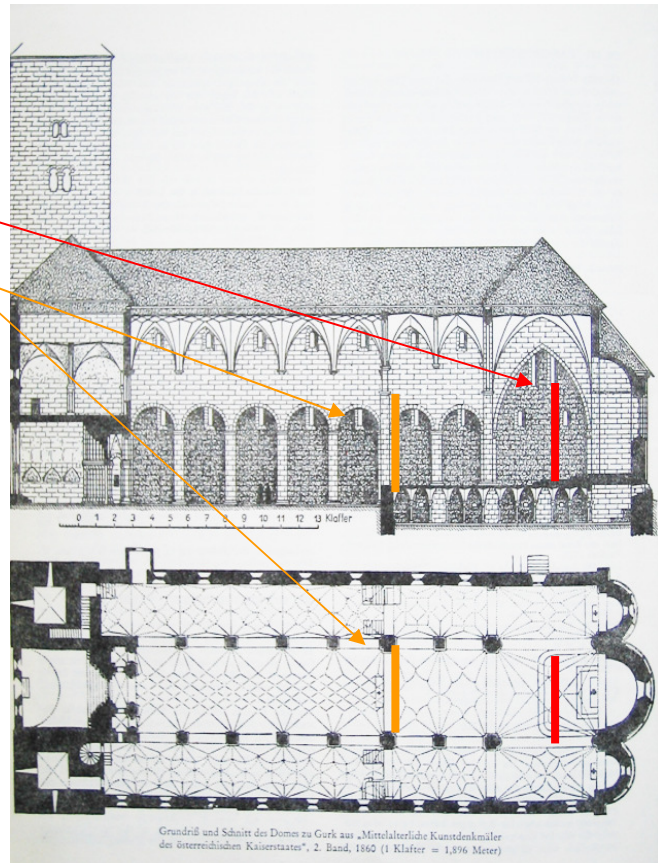 0 1 2 3 4 5 6 7 8 9 10 11 12 13 Klafter
Grundriß und Schnitt des Domes zu Gurk aus „Mittelalterliche Kunstdenkmäler
des österreichischen Kaiserstaates", 2. Band, 1860 (1 Klafter = 1,896 Meter)